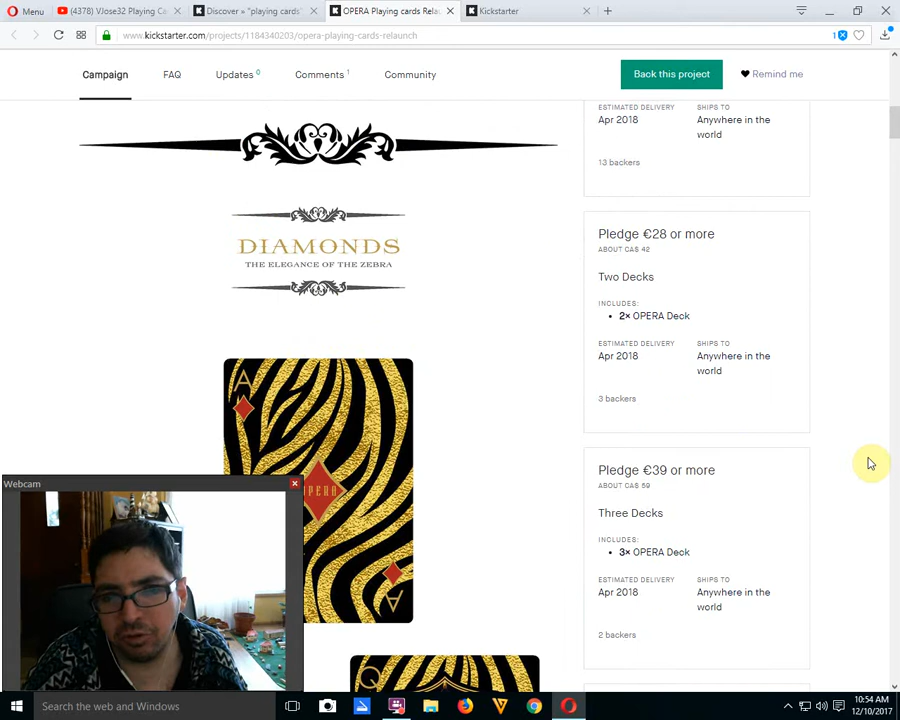 Menu
(4378) VJose32 Playing Ca
Discover » "playing cards"
OPERA Playing cards Rela
Kickstarter
www.kickstarter.com/projects/1184340203/opera-playing-cards-relaunch
1
Campaign
FAQ
Updates 0
Comments 1
Community
Back this project
Remind me
ESTIMATED DELIVERY
Apr 2018
SHIPS TO
Anywhere in the
world
13 backers
DIAMONDS
THE ELEGANCE OF THE ZEBRA
A
OPERA
A
Q
Pledge €28 or more
ABOUT CA$ 42
Two Decks
INCLUDES:
• 2× OPERA Deck
ESTIMATED DELIVERY
Apr 2018
SHIPS TO
Anywhere in the
world
3 backers
Pledge €39 or more
ABOUT CA$ 59
Three Decks
INCLUDES:
• 3× OPERA Deck
ESTIMATED DELIVERY
Apr 2018
SHIPS TO
Anywhere in the
world
2 backers
Webcam
Search the web and Windows
10:54 AM
12/10/2017